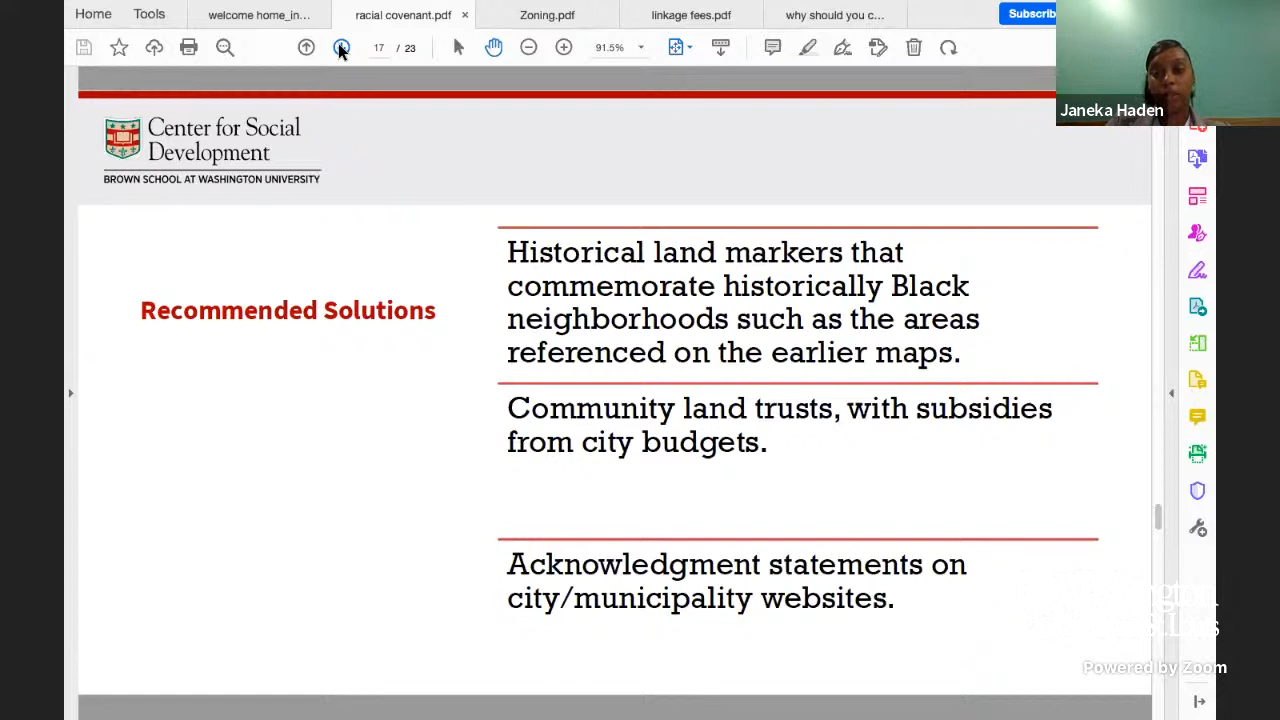 Home Tools welcome home_in... racial covenant.pdf × Zoning.pdf linkage fees.pdf why should you c... Subscrib
17 / 23 91.5%
Janeka Haden
Center for Social
Development
BROWN SCHOOL AT WASHINGTON UNIVERSITY
Historical land markers that
commemorate historically Black
Recommended Solutions
neighborhoods such as the areas
referenced on the earlier maps.
Community land trusts, with subsidies
from city budgets.
Acknowledgment statements on
city/municipality websites.
Powered by Zoom